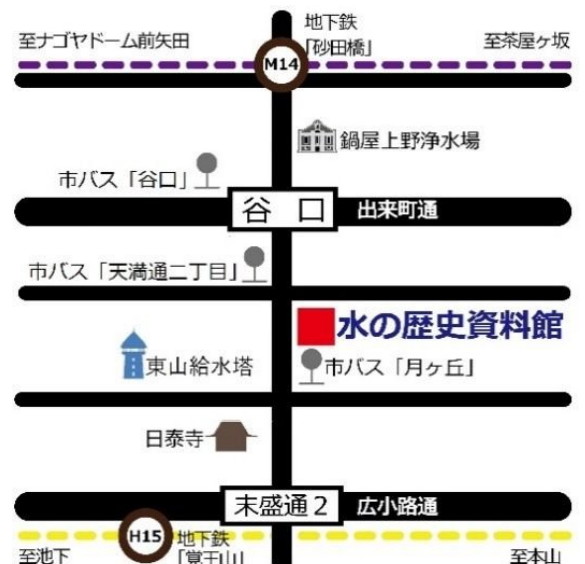 地下鉄
「砂田橋」
至ナゴヤドーム前矢田
至茶屋ヶ坂
M14
鍋屋上野浄水場
市バス「谷口」
谷 口
出来町通
市バス「天満通二丁目」
水の歴史資料館
東山給水塔
市バス「月ヶ丘」
日泰寺
末盛通2
広小路通
H15
地下鉄
「覚王山」
至池下
至本山